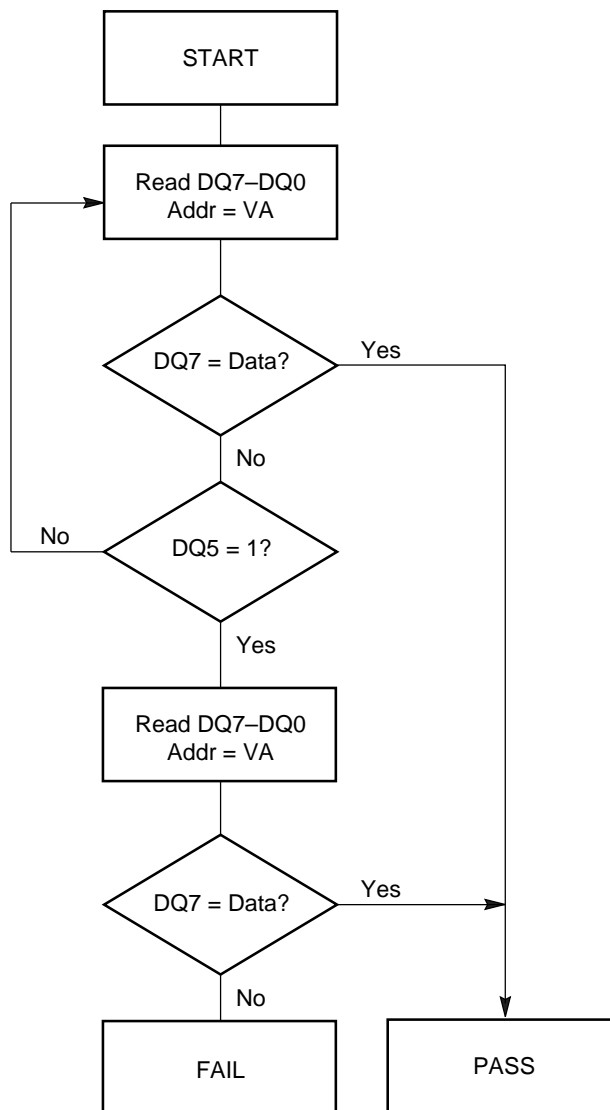 START
Read DQ7–DQ0
Addr = VA
DQ7 = Data?
Yes
No
No
DQ5 = 1?
Yes
Read DQ7–DQ0
Addr = VA
DQ7 = Data?
Yes
No
FAIL
PASS